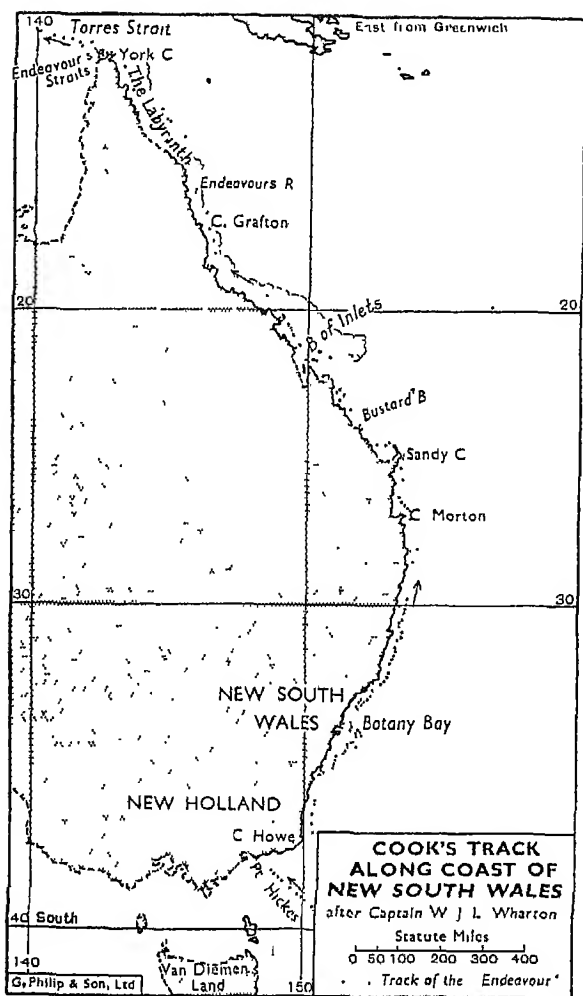 140
Torres Strait
East from Greenwich
Endeavour's
Straits
York C
The Labyrinth
Endeavours R
C. Grafton
20
20
B of Inlets
Bustard B
Sandy C
C Morton
30
30
NEW SOUTH
WALES
Botany Bay
NEW HOLLAND
C Howe
Pt Hickes
40 South
140
Van Diemen
Land
150
G. Philip & Son, Ltd
COOK'S TRACK
ALONG COAST OF
NEW SOUTH WALES
after Captain W J L Wharton
Statute Miles
0 50 100 200 300 400
Track of the Endeavour'